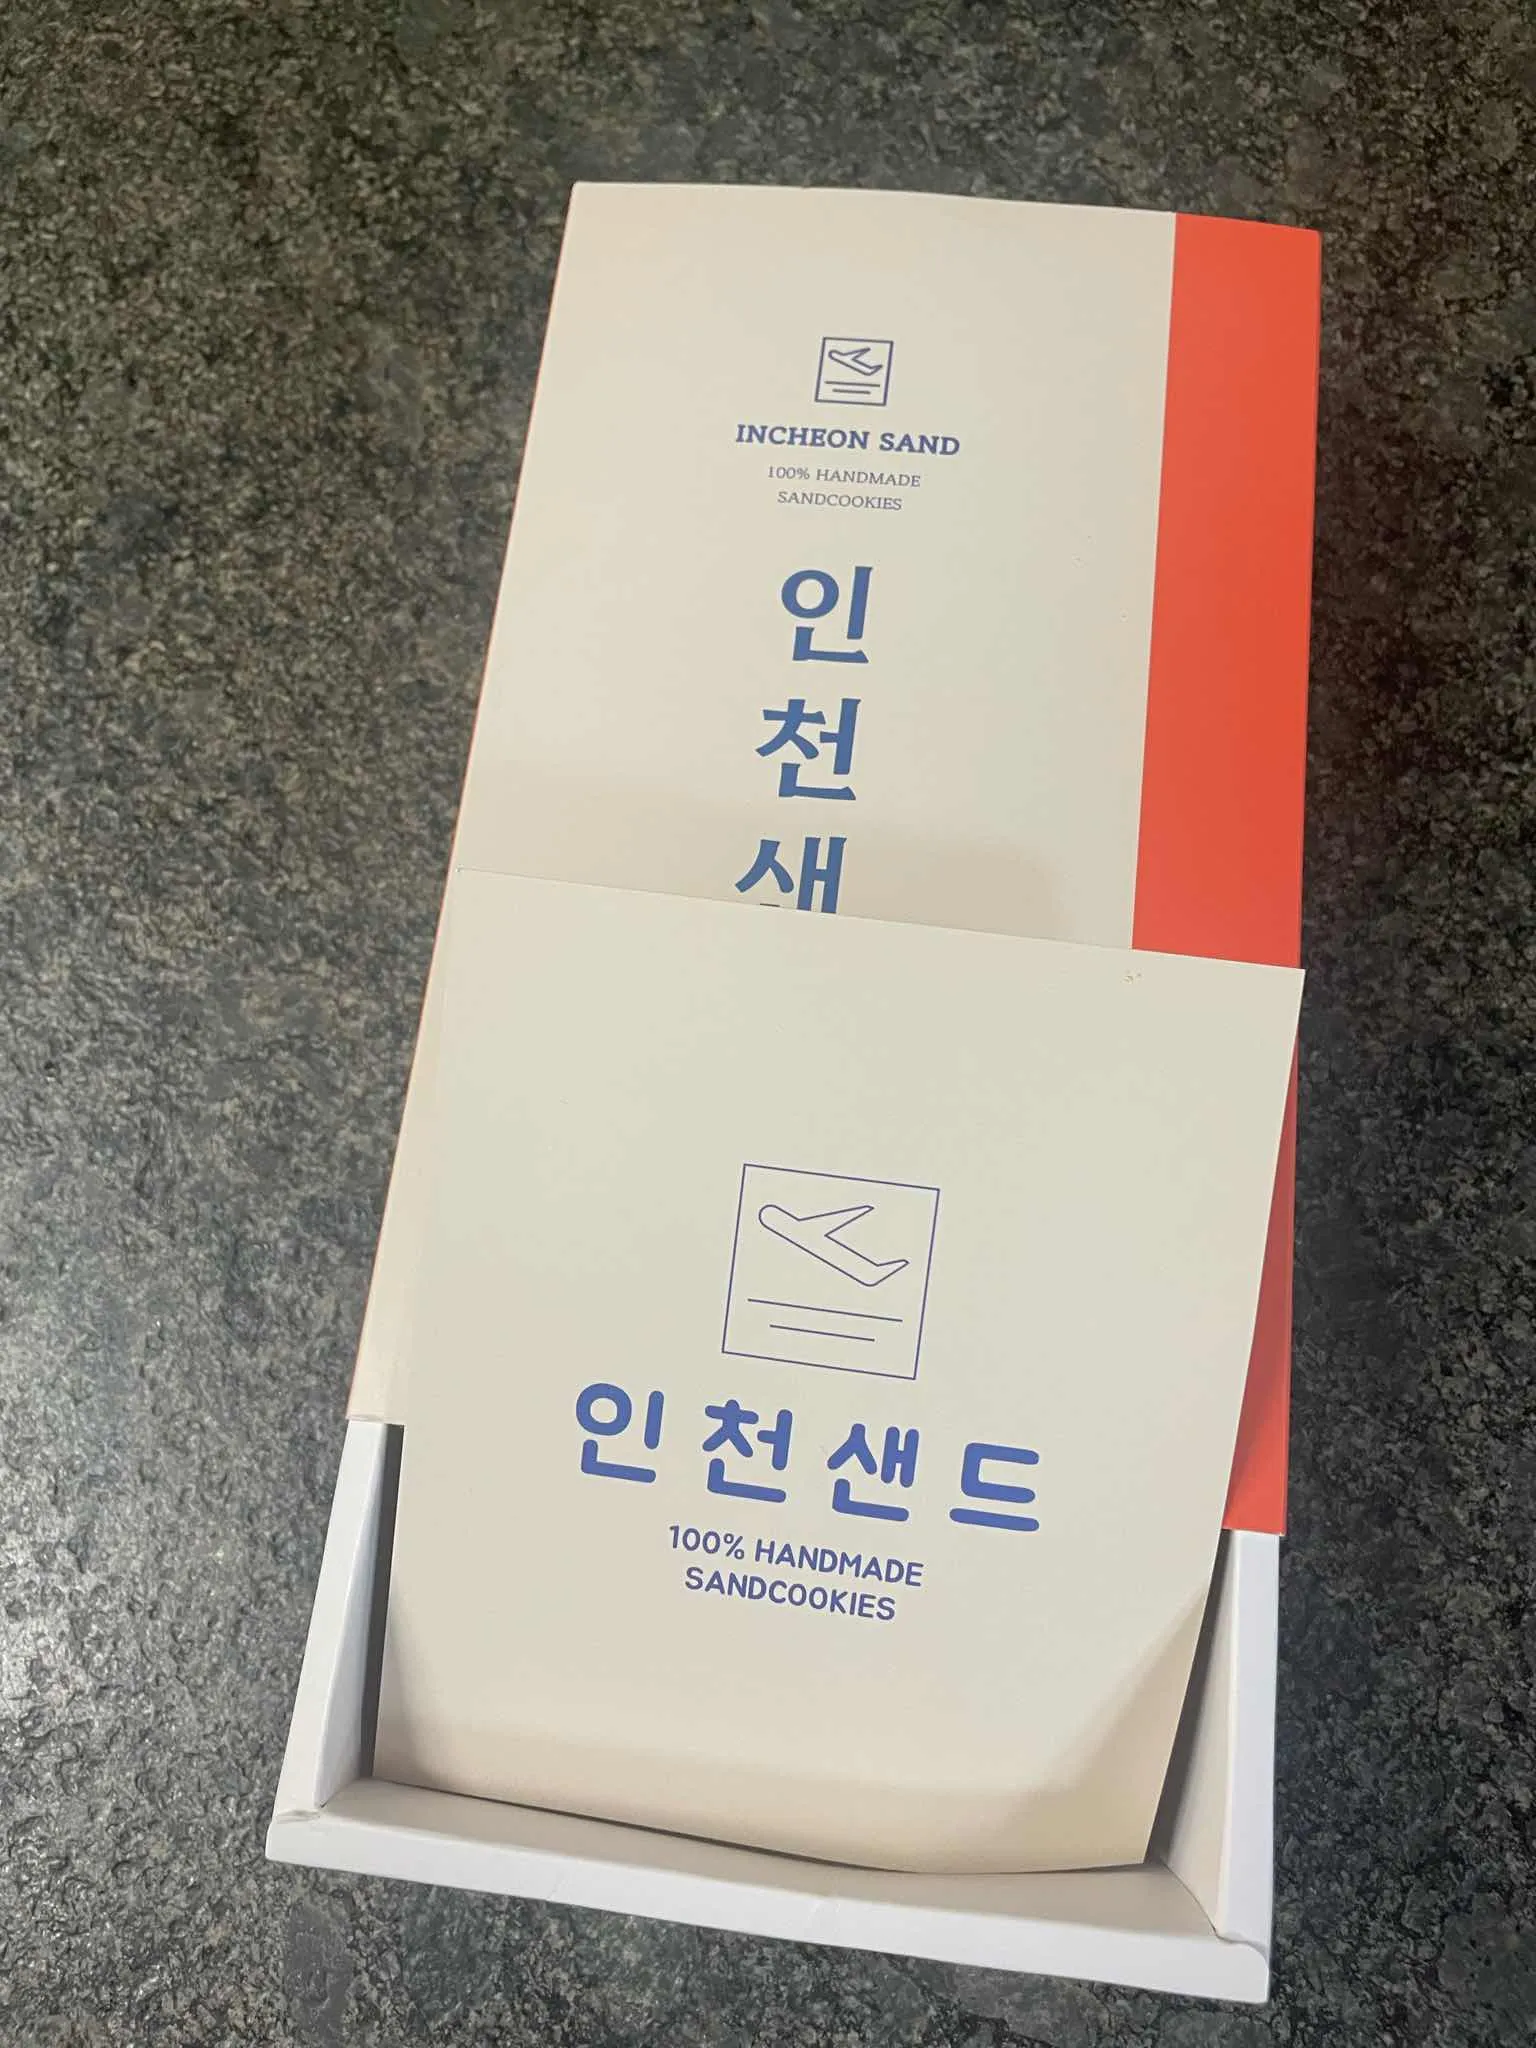 INCHEON SAND
100% HANDMADE
SANDCOOKIES
인
천
인천샌드
100% HANDMADE
SANDCOOKIES